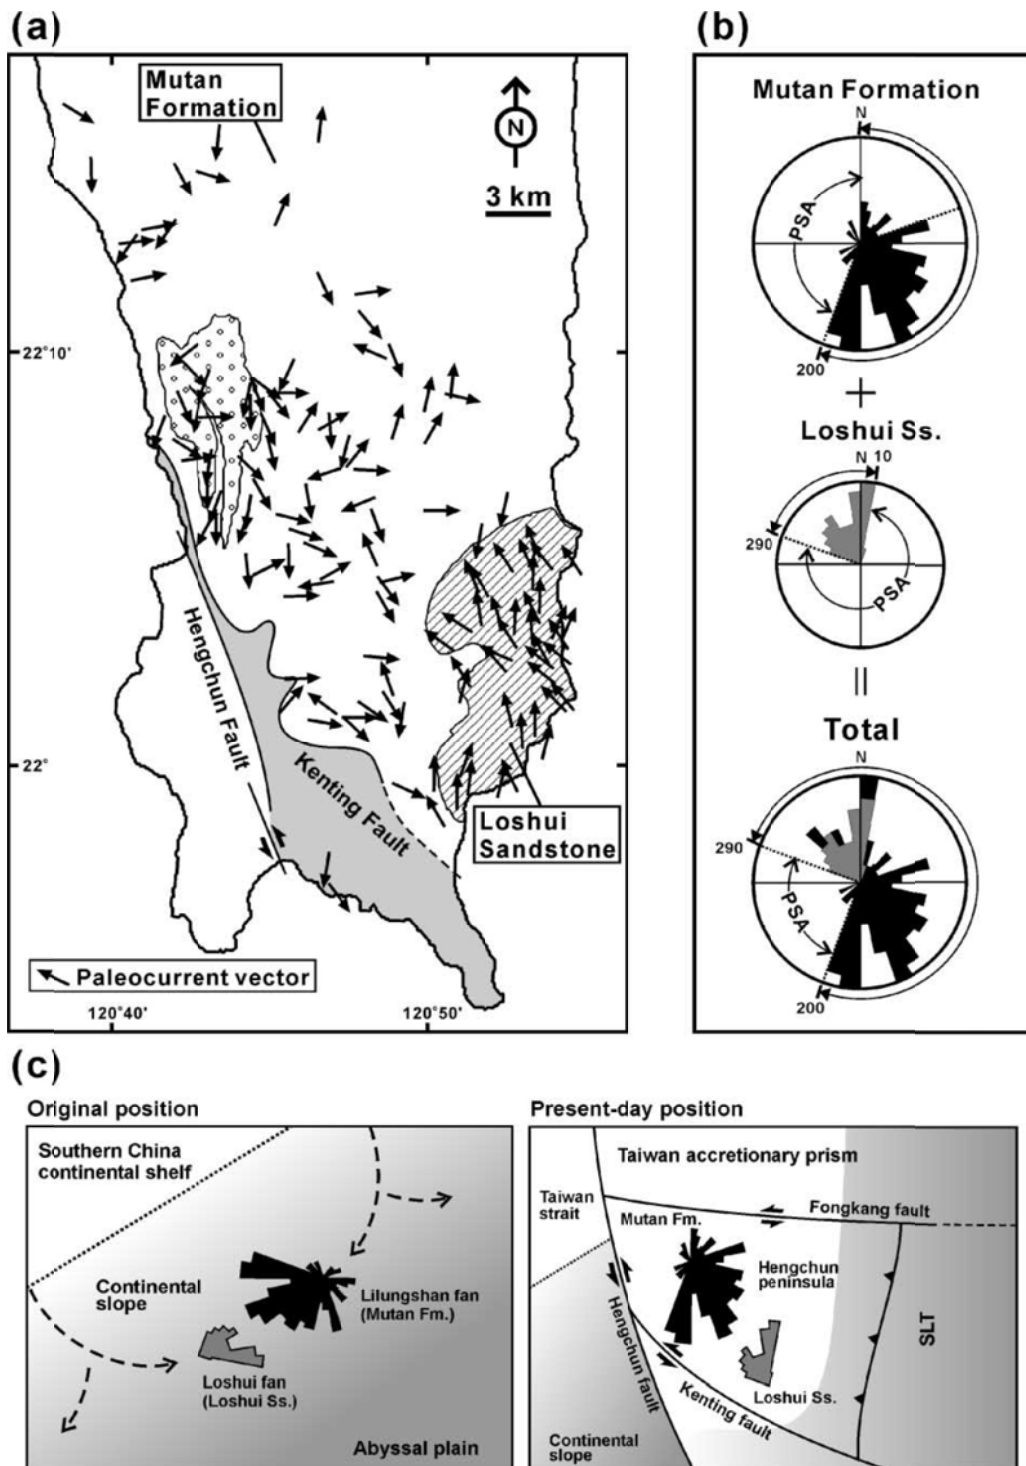 (a)
Mutan
Formation
N
3 km
22°10'
22°
Hengchun Fault
Kenting Fault
Loshui
Sandstone
Paleocurrent vector
120°40'
120°50'
(b)
Mutan Formation
N
PSA
200
+
Loshui Ss.
N 10
290
PSA
=
Total
N
290
PSA
200
(c)
Original position
Southern China
continental shelf
Continental
slope
Lilungshan fan
(Mutan Fm.)
Loshui fan
(Loshui Ss.)
Abyssal plain
Present-day position
Taiwan accretionary prism
Taiwan
strait
Fongkang fault
Mutan Fm.
Hengchun
peninsula
Hengchun fault
SLT
Kenting fault
Loshui Ss.
Continental
slope